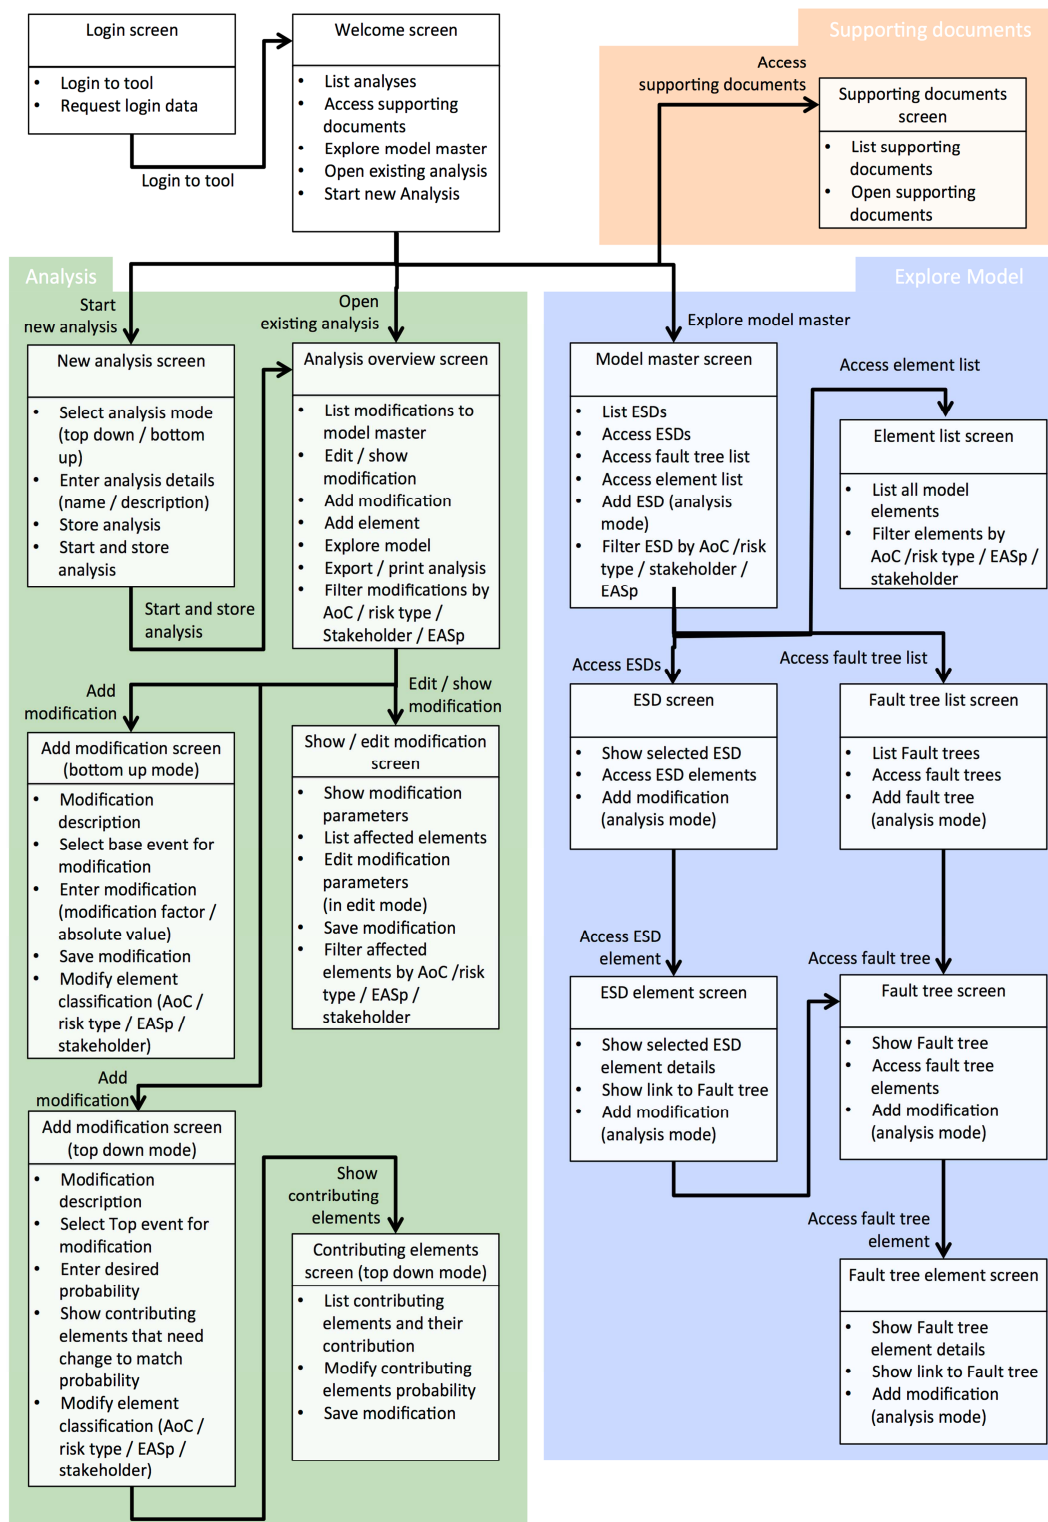 Login screen
• Login to tool
• Request login data
Login to tool
Welcome screen
• List analyses
• Access supporting
documents
• Explore model master
• Open existing analysis
• Start new Analysis
Supporting documents
Access
supporting documents
Supporting documents
screen
• List supporting
documents
• Open supporting
documents
Analysis
Start
new analysis
Open
existing analysis
New analysis screen
• Select analysis mode
(top down / bottom
up)
• Enter analysis details
(name / description)
• Store analysis
• Start and store
analysis
Start and store
analysis
Analysis overview screen
• List modifications to
model master
• Edit / show
modification
• Add modification
• Add element
• Explore model
• Export / print analysis
• Filter modifications by
AoC / risk type /
Stakeholder / EASp
Add
modification
Edit / show
modification
Add modification screen
(bottom up mode)
• Modification
description
• Select base event for
modification
• Enter modification
(modification factor /
absolute value)
• Save modification
• Modify element
classification (AoC /
risk type / EASp /
stakeholder)
Show / edit modification
screen
• Show modification
parameters
• List affected elements
• Edit modification
parameters
(in edit mode)
• Save modification
• Filter affected
elements by AoC /risk
type / EASp /
stakeholder
Add
modification
Add modification screen
(top down mode)
• Modification
description
• Select Top event for
modification
• Enter desired
probability
• Show contributing
elements that need
change to match
probability
• Modify element
classification (AoC /
risk type / EASp /
stakeholder)
Show
contributing
elements
Contributing elements
screen (top down mode)
• List contributing
elements and their
contribution
• Modify contributing
elements probability
• Save modification
Explore Model
Explore model master
Model master screen
• List ESDs
• Access ESDs
• Access fault tree list
• Access element list
• Add ESD (analysis
mode)
• Filter ESD by AoC /risk
type / stakeholder /
EASp
Access element list
Element list screen
• List all model
elements
• Filter elements by
AoC /risk type / EASp /
stakeholder
Access ESDs
Access fault tree list
ESD screen
• Show selected ESD
• Access ESD elements
• Add modification
(analysis mode)
Fault tree list screen
• List Fault trees
• Access fault trees
• Add fault tree
(analysis mode)
Access ESD
element
Access fault tree
ESD element screen
• Show selected ESD
element details
• Show link to Fault tree
• Add modification
(analysis mode)
Fault tree screen
• Show Fault tree
• Access fault tree
elements
• Add modification
(analysis mode)
Access fault tree
element
Fault tree element screen
• Show Fault tree
element details
• Show link to Fault tree
• Add modification
(analysis mode)